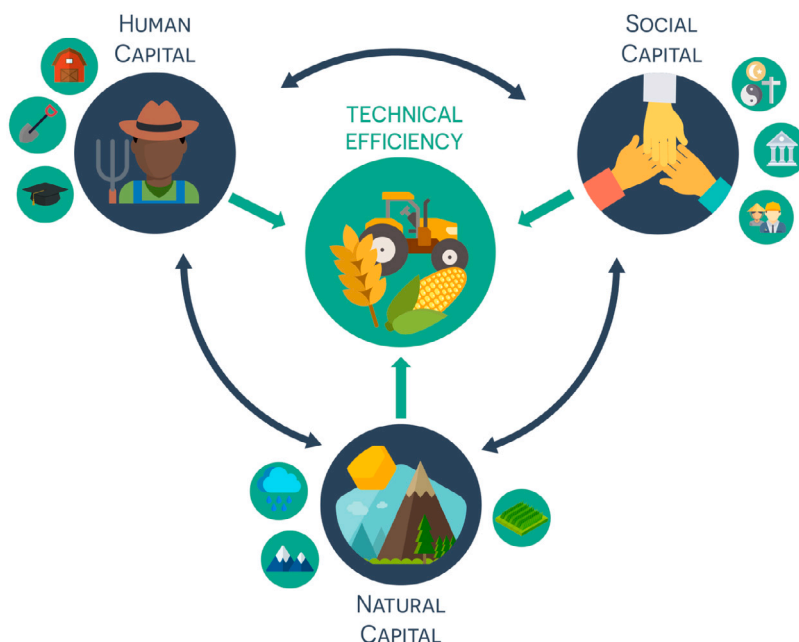 HUMAN
CAPITAL
SOCIAL
CAPITAL
TECHNICAL
EFFICIENCY
NATURAL
CAPITAL